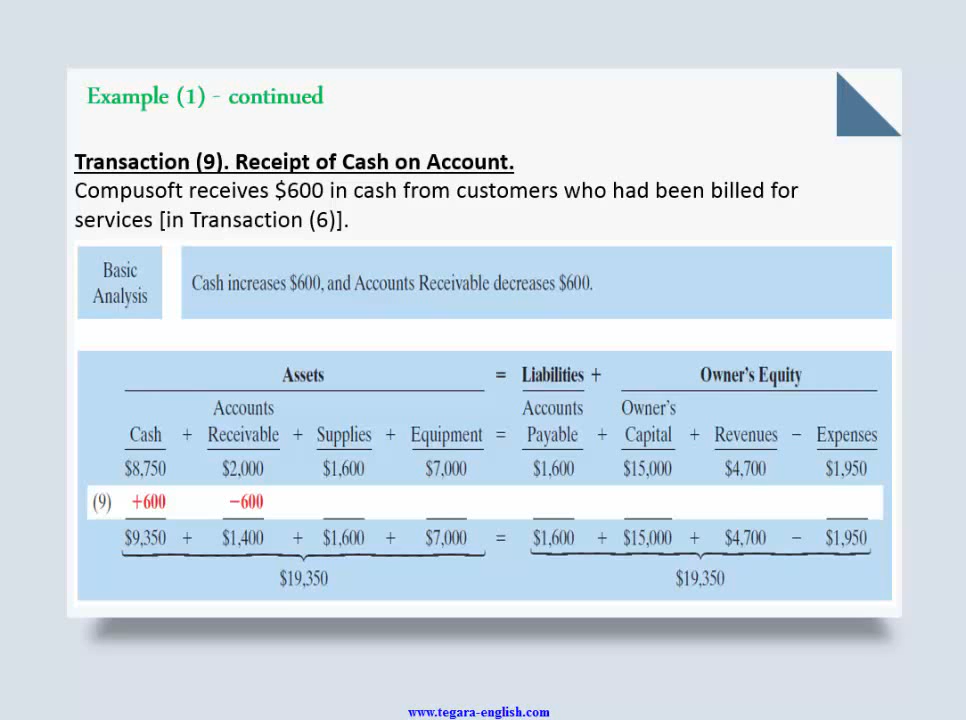 Example (1) - continued
Transaction (9). Receipt of Cash on Account.
Compusoft receives $600 in cash from customers who had been billed for
services [in Transaction (6)].
Basic
Analysis
Cash increases $600, and Accounts Receivable decreases $600.
Assets = Liabilities + Owner's Equity
Accounts Accounts Owner's
Cash + Receivable + Supplies + Equipment = Payable + Capital + Revenues − Expenses
$8,750 $2,000 $1,600 $7,000 $1,600 $15,000 $4,700 $1,950
(9) +600 −600
$9,350 + $1,400 + $1,600 + $7,000 = $1,600 + $15,000 + $4,700 − $1,950
$19,350 $19,350
www.tegara-english.com